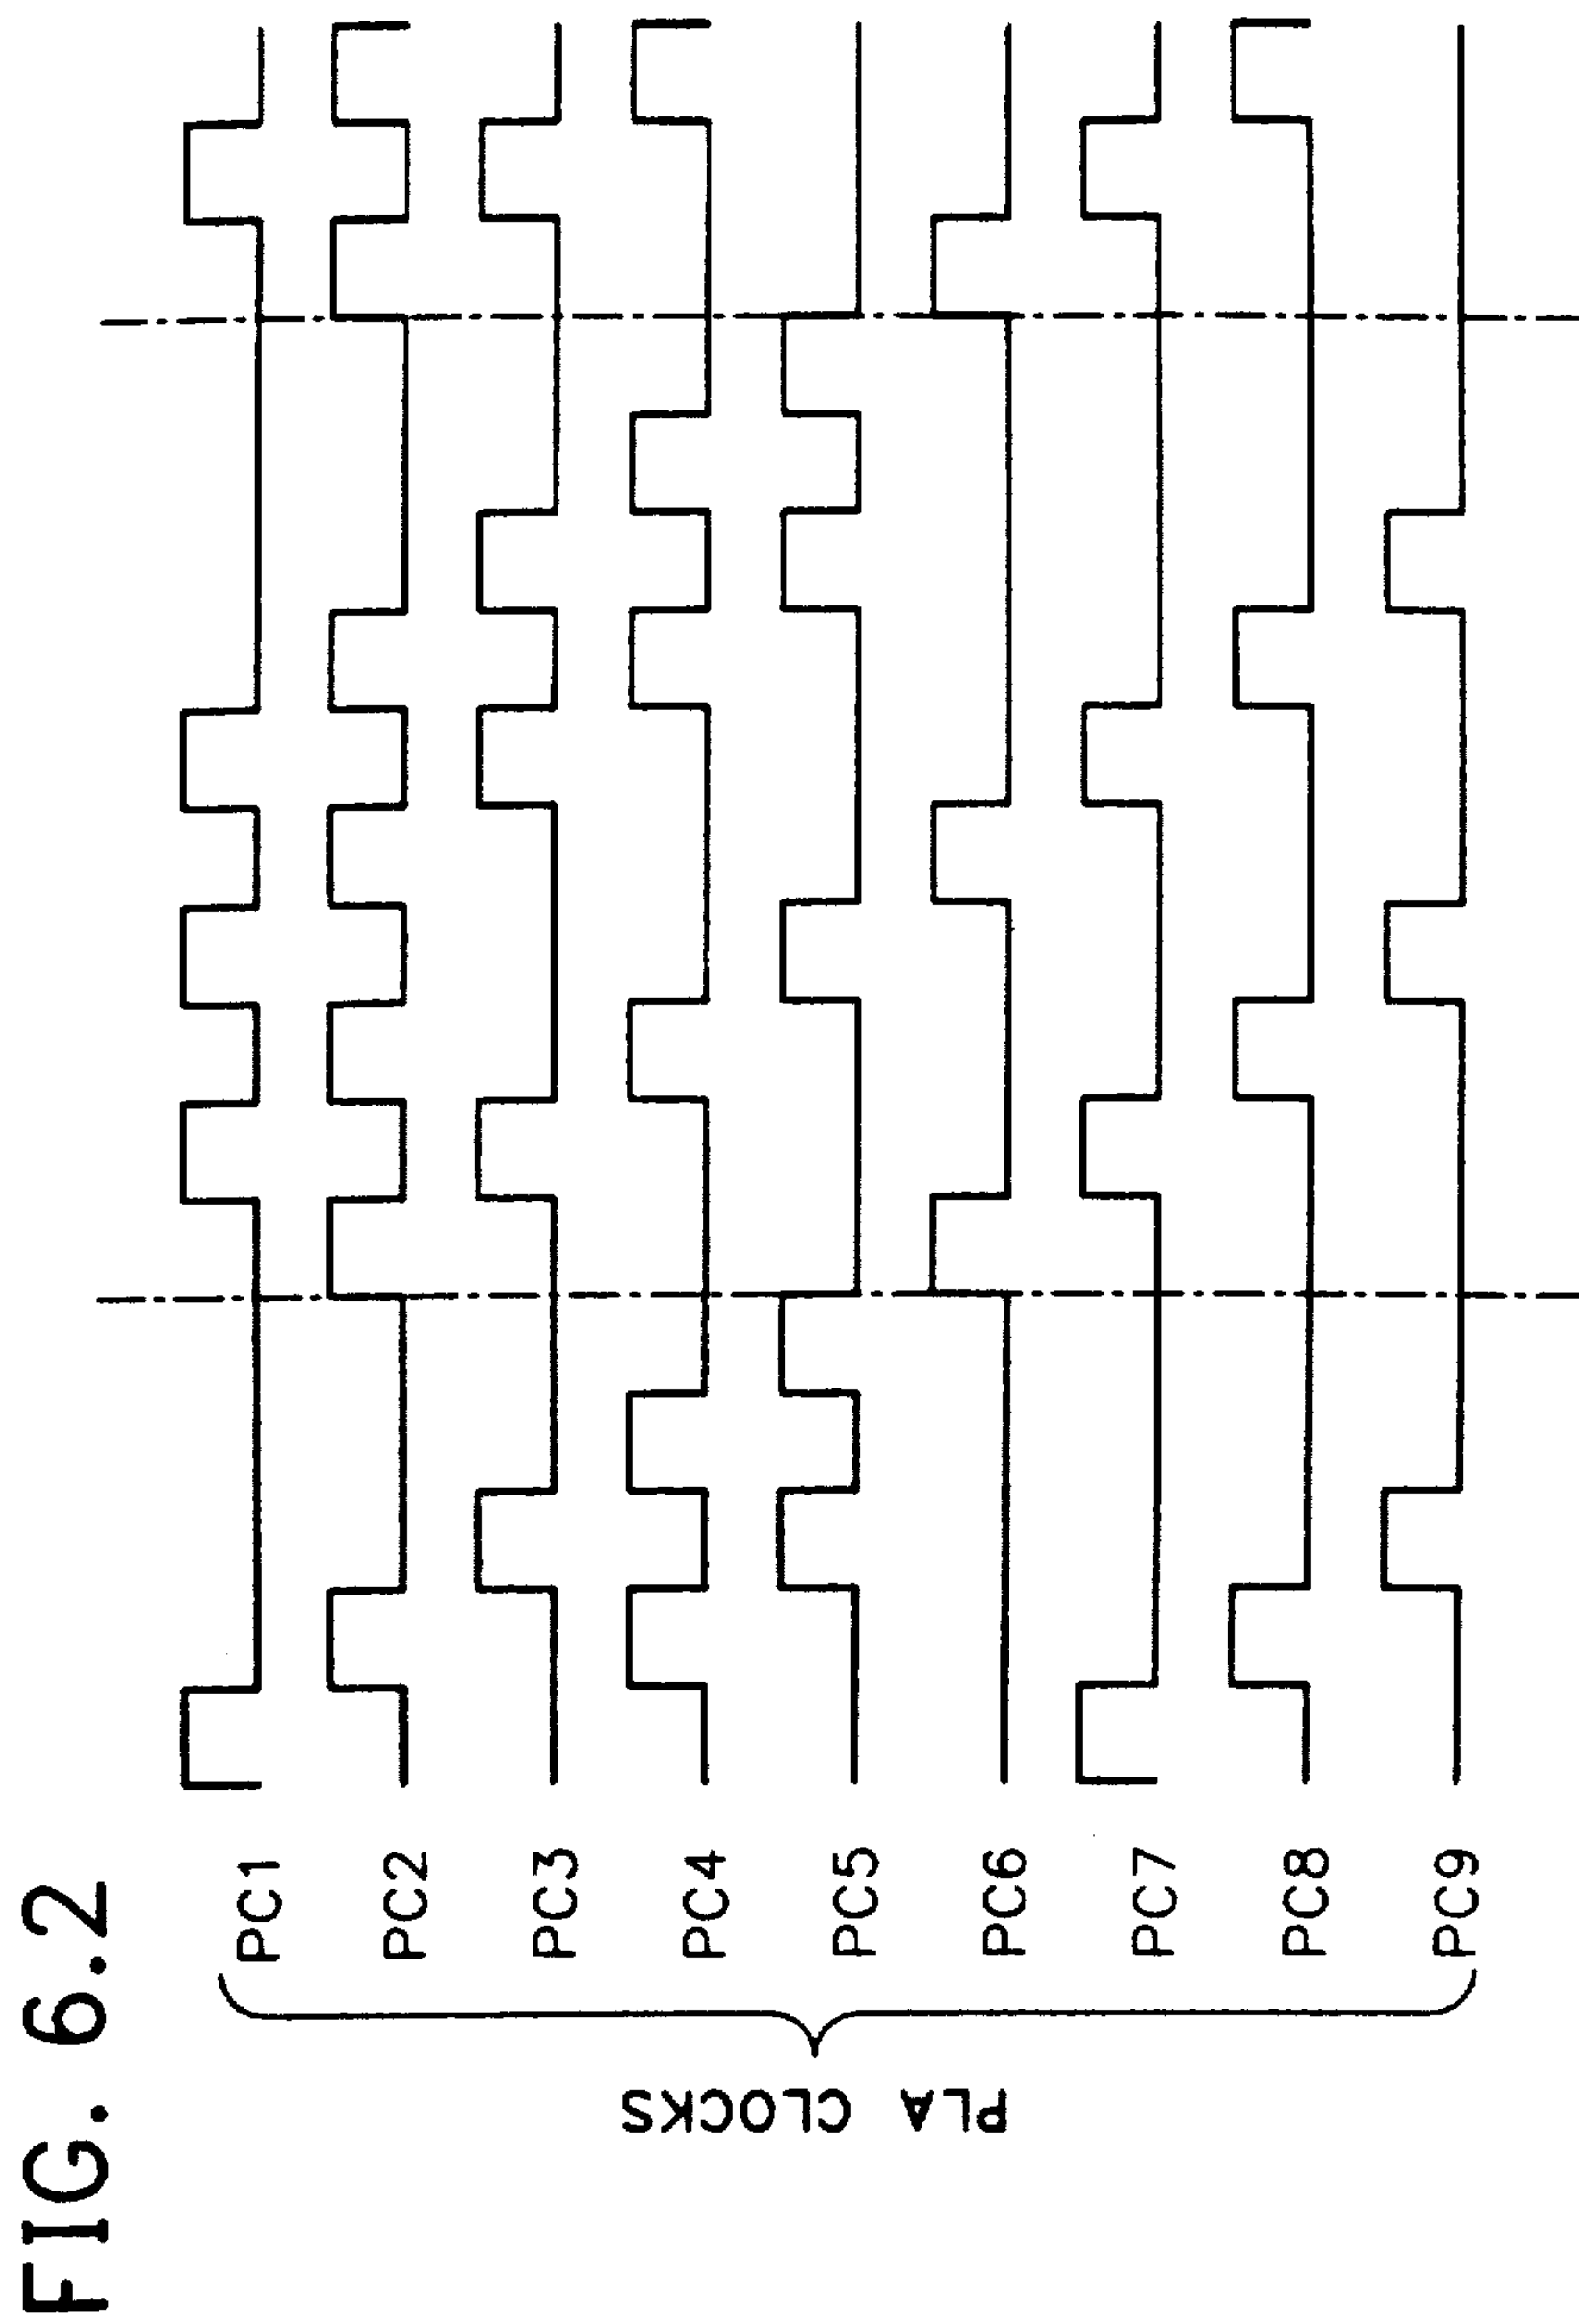 FIG. 6.2
PLA CLOCKS
PC1
PC2
PC3
PC4
PC5
PC6
PC7
PC8
PC9